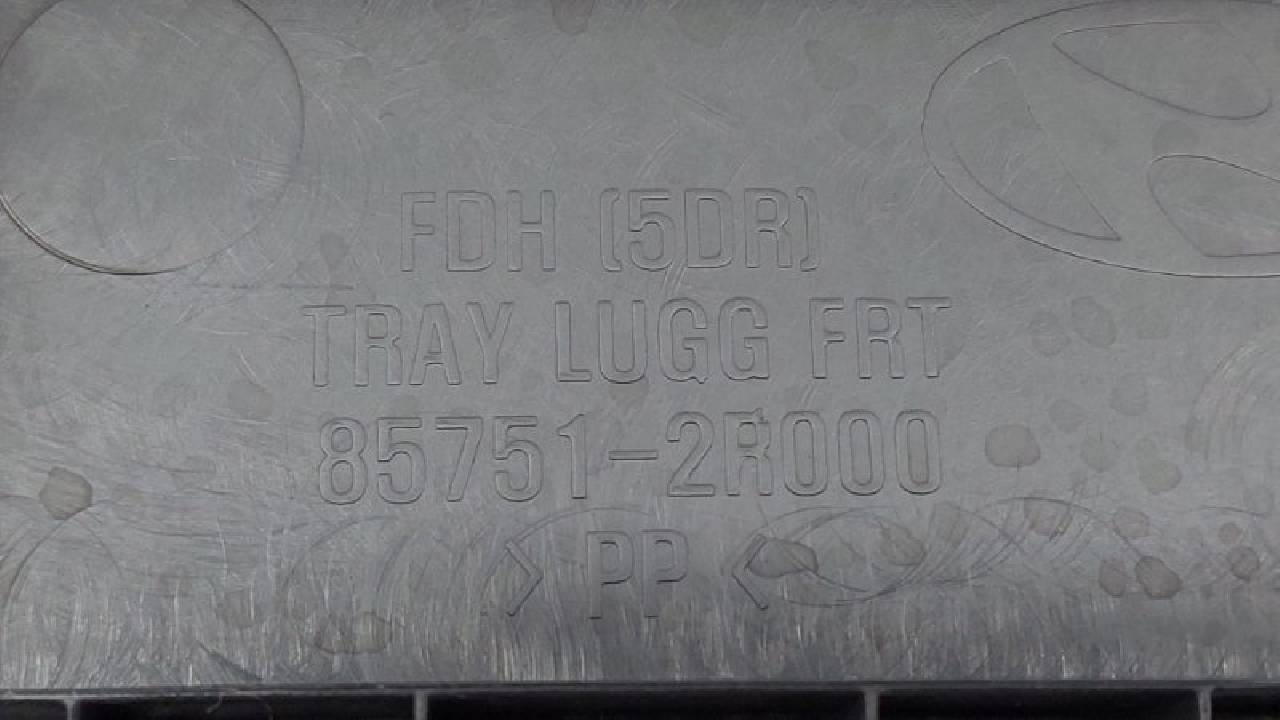 FDH (5DR)
TRAY LUGG FRT
85751-2R000
> PP <